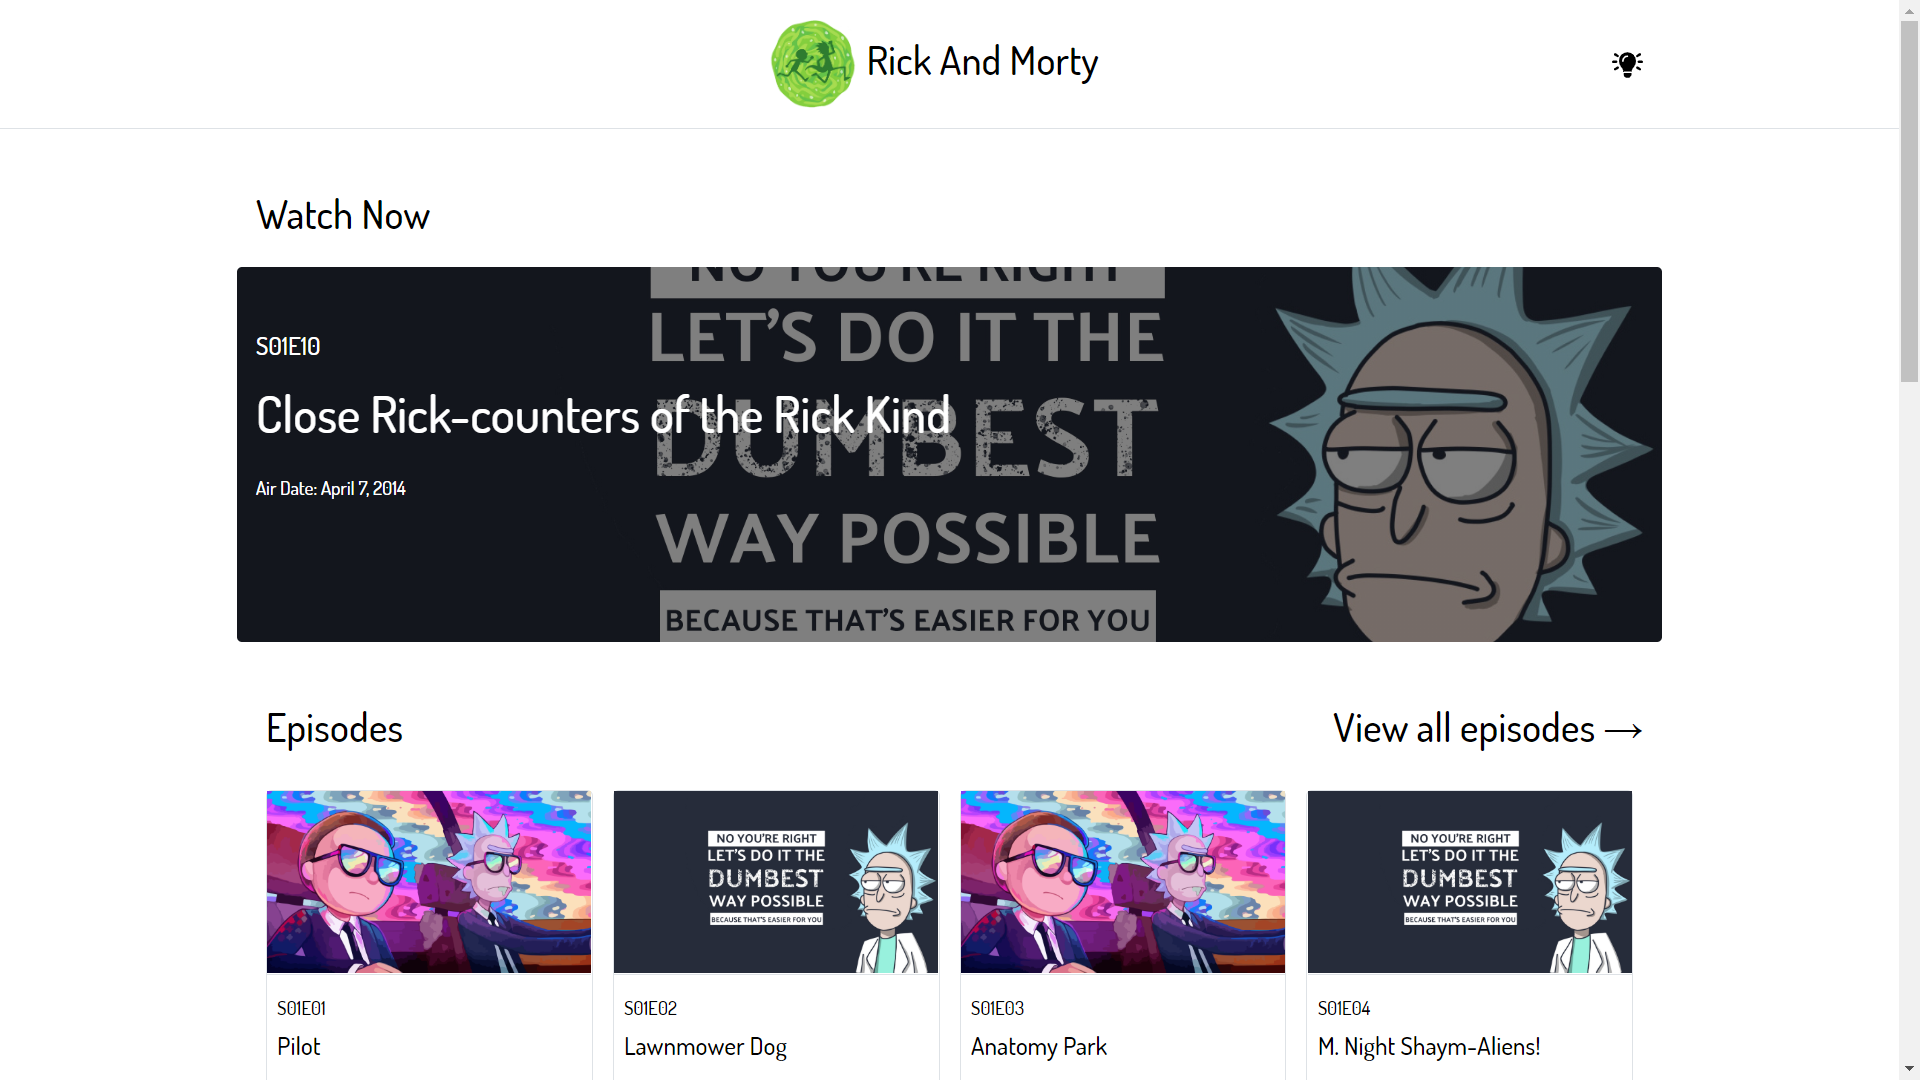 Rick And Morty
Watch Now
NO YOU'RE RIGHT
LET'S DO IT THE
DUMBEST
WAY POSSIBLE
BECAUSE THAT'S EASIER FOR YOU
S01E10
Close Rick-counters of the Rick Kind
Air Date: April 7, 2014
Episodes
View all episodes →
NO YOU'RE RIGHT
LET'S DO IT THE
DUMBEST
WAY POSSIBLE
BECAUSE THAT'S EASIER FOR YOU
NO YOU'RE RIGHT
LET'S DO IT THE
DUMBEST
WAY POSSIBLE
BECAUSE THAT'S EASIER FOR YOU
S01E01
Pilot
S01E02
Lawnmower Dog
S01E03
Anatomy Park
S01E04
M. Night Shaym-Aliens!